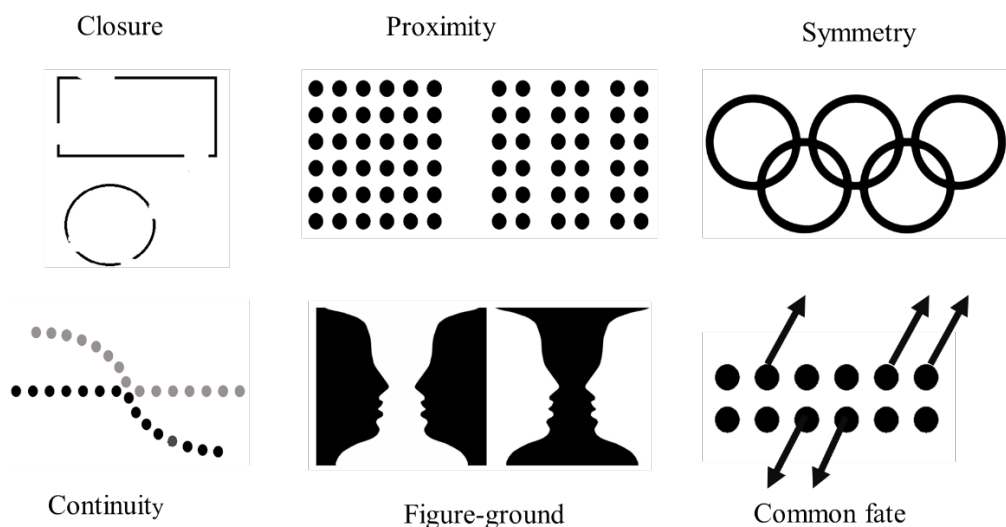 Closure
Proximity
Symmetry
Continuity
Figure-ground
Common fate